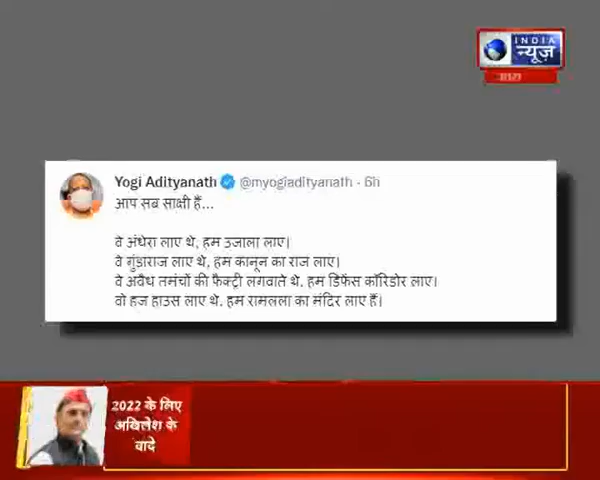 INDIA
न्यूज़
Yogi Adityanath @myogiadityanath · 6h
आप सब साक्षी हैं...
वे अंधेरा लाए थे, हम उजाला लाए।
वे गुंडाराज लाए थे, हम कानून का राज लाए।
वे अवैध तमंचों की फैक्ट्री लगवाते थे, हम डिफेंस कॉरिडोर लाए।
वो हज हाउस लाए थे, हम रामलला का मंदिर लाए हैं।
2022 के लिए
अखिलेश के
वादे